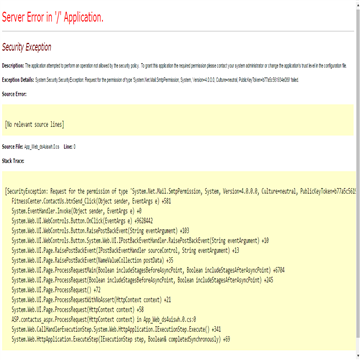 Server Error in '/' Application.
Security Exception
Description: The application attempted to perform an operation not allowed by the security policy. To grant this application the required permission please contact your system administrator or change the application's trust level in the configuration file.
Exception Details: System.Security.SecurityException: Request for the permission of type 'System.Net.Mail.SmtpPermission, System, Version=4.0.0.0, Culture=neutral, PublicKeyToken=b77a5c561934e089' failed.
Source Error:
[No relevant source lines]
Source File: Line: 0
Stack Trace:
[SecurityException: Request for the permission of type 'System.Net.Mail.SmtpPermission, System, Version=4.0.0.0, Culture=neutral, PublicKeyToken=b77a5c5619
FitnessCenter.ContactUs.btnSend_Click(Object sender, EventArgs e) +581
System.EventHandler.Invoke(Object sender, EventArgs e) +0
System.Web.UI.WebControls.Button.OnClick(EventArgs e) +9628442
System.Web.UI.WebControls.Button.RaisePostBackEvent(String eventArgument) +103
System.Web.UI.WebControls.Button.System.Web.UI.IPostBackEventHandler.RaisePostBackEvent(String eventArgument) +10
System.Web.UI.Page.RaisePostBackEvent(IPostBackEventHandler sourceControl, String eventArgument) +13
System.Web.UI.Page.RaisePostBackEvent(NameValueCollection postData) +35
System.Web.UI.Page.ProcessRequestMain(Boolean includeStagesBeforeAsyncPoint, Boolean includeStagesAfterAsyncPoint) +6704
System.Web.UI.Page.ProcessRequest(Boolean includeStagesBeforeAsyncPoint, Boolean includeStagesAfterAsyncPoint) +245
System.Web.UI.Page.ProcessRequest() +72
System.Web.UI.Page.ProcessRequestWithNoAssert(HttpContext context) +21
System.Web.UI.Page.ProcessRequest(HttpContext context) +58
ASP.contactus_aspx.ProcessRequest(HttpContext context) in
System.Web.CallHandlerExecutionStep.System.Web.HttpApplication.IExecutionStep.Execute() +341
System.Web.HttpApplication.ExecuteStep(IExecutionStep step, Boolean& completedSynchronously) +69